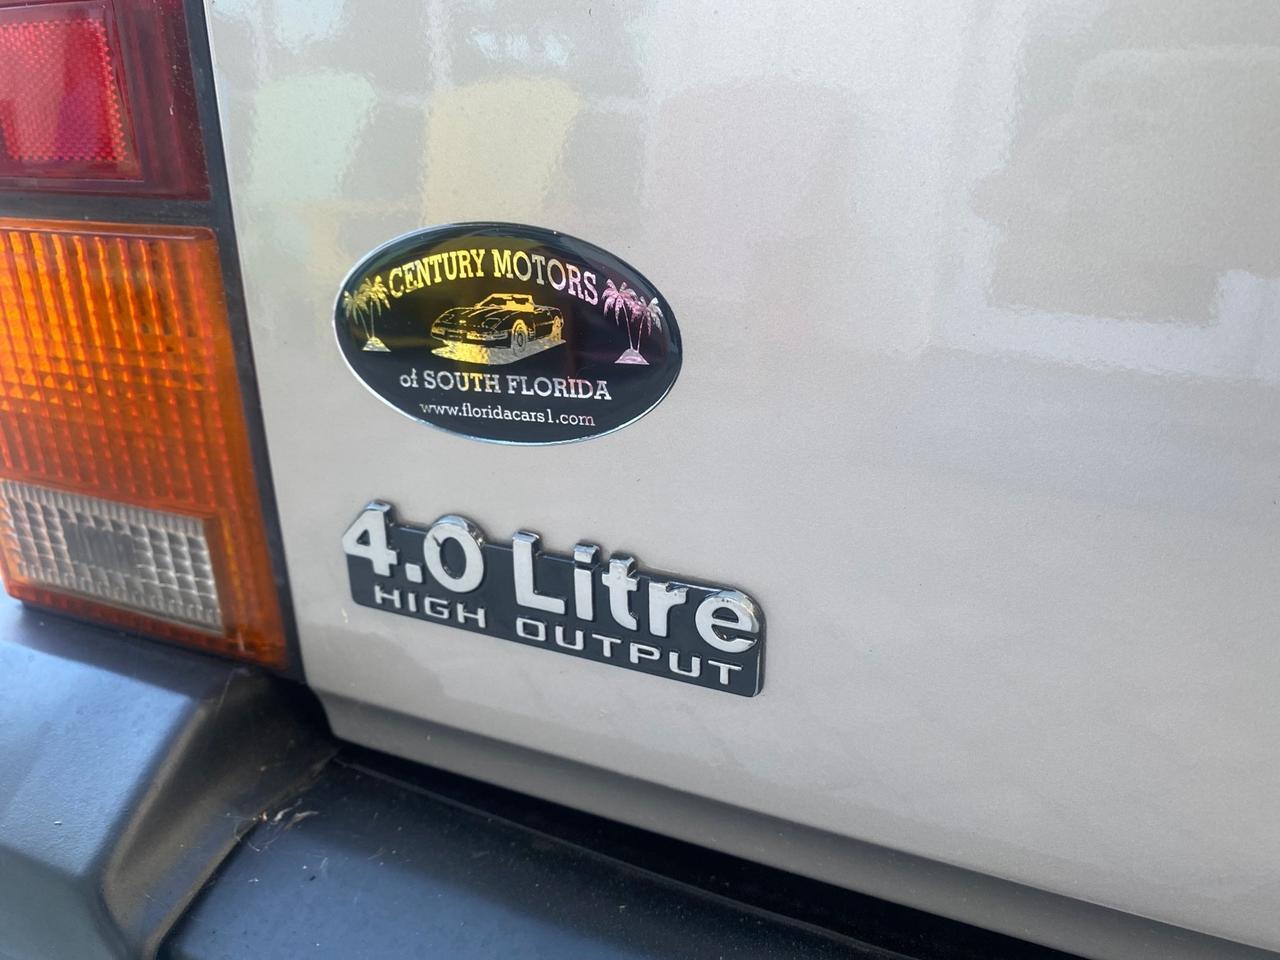 CENTURY MOTORS
of SOUTH FLORIDA
www.floridacars1.com
4.0 Litre
HIGH OUTPUT